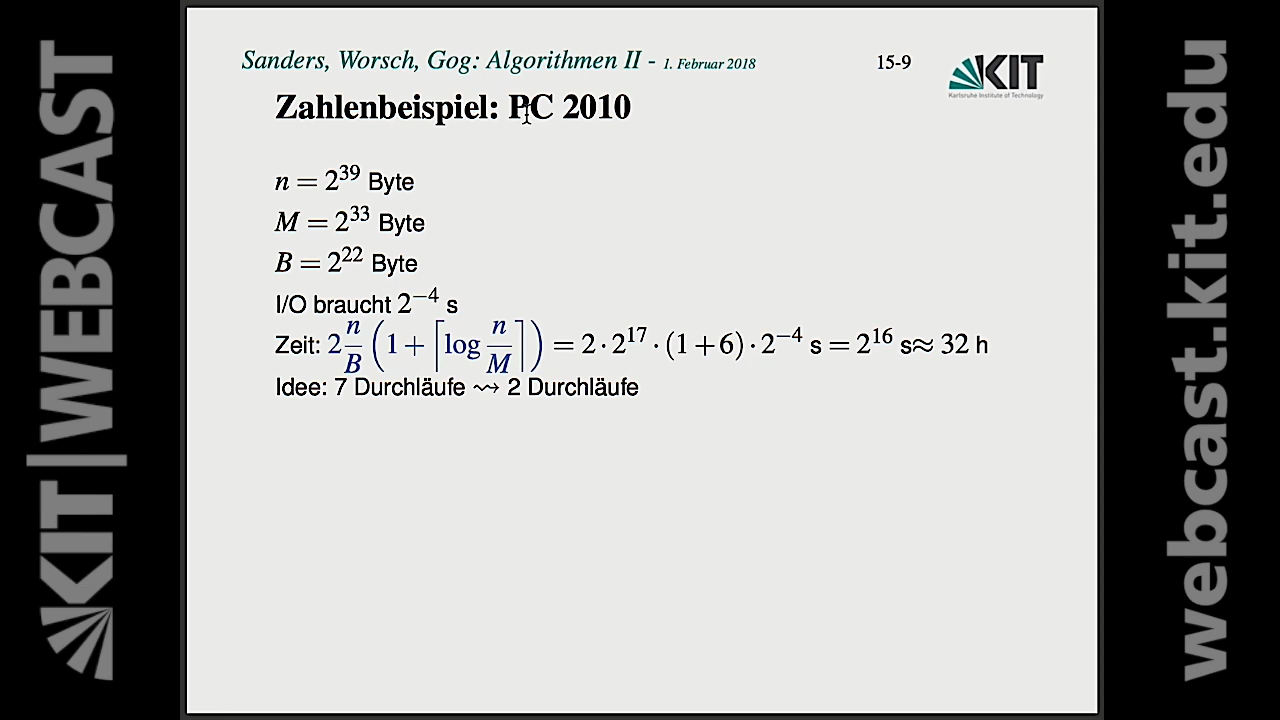 KIT|WEBCAST
Sanders, Worsch, Gog: Algorithmen II - 1. Februar 2018 15-9
KIT
Karlsruhe Institute of Technology
Zahlenbeispiel: PC 2010
n = 2^39 Byte
M = 2^33 Byte
B = 2^22 Byte
I/O braucht 2^−4 s
Zeit: 2 n/B (1 + ⌈log n/M⌉) = 2 · 2^17 · (1 + 6) · 2^−4 s = 2^16 s≈ 32 h
Idee: 7 Durchläufe ⇝ 2 Durchläufe
webcast.kit.edu